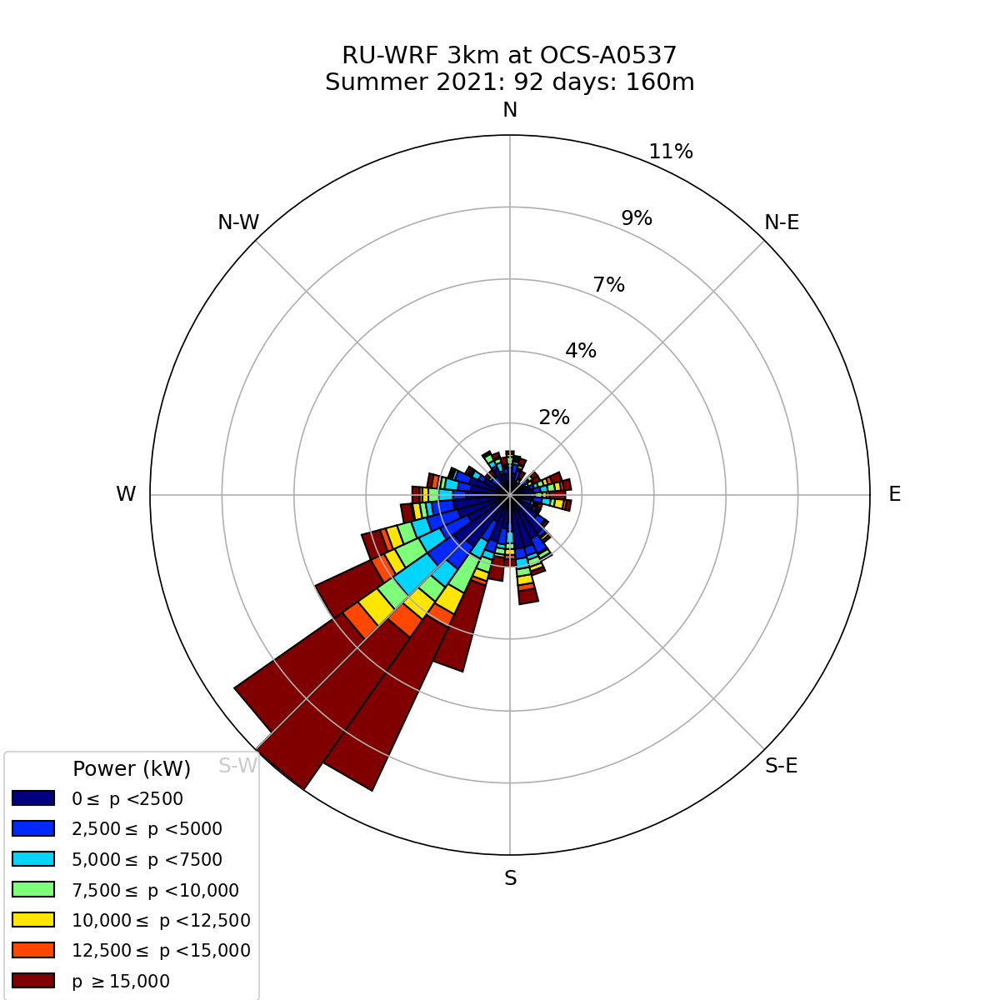 RU-WRF 3km at OCS-A0537
Summer 2021: 92 days: 160m
N
11%
9%
N-W
N-E
7%
4%
2%
W
E
S-W
S-E
Power (kW)
0≤ p <2500
2,500≤ p <5000
5,000≤ p <7500
S
7,500≤ p <10,000
10,000≤ p <12,500
12,500≤ p <15,000
p ≥15,000